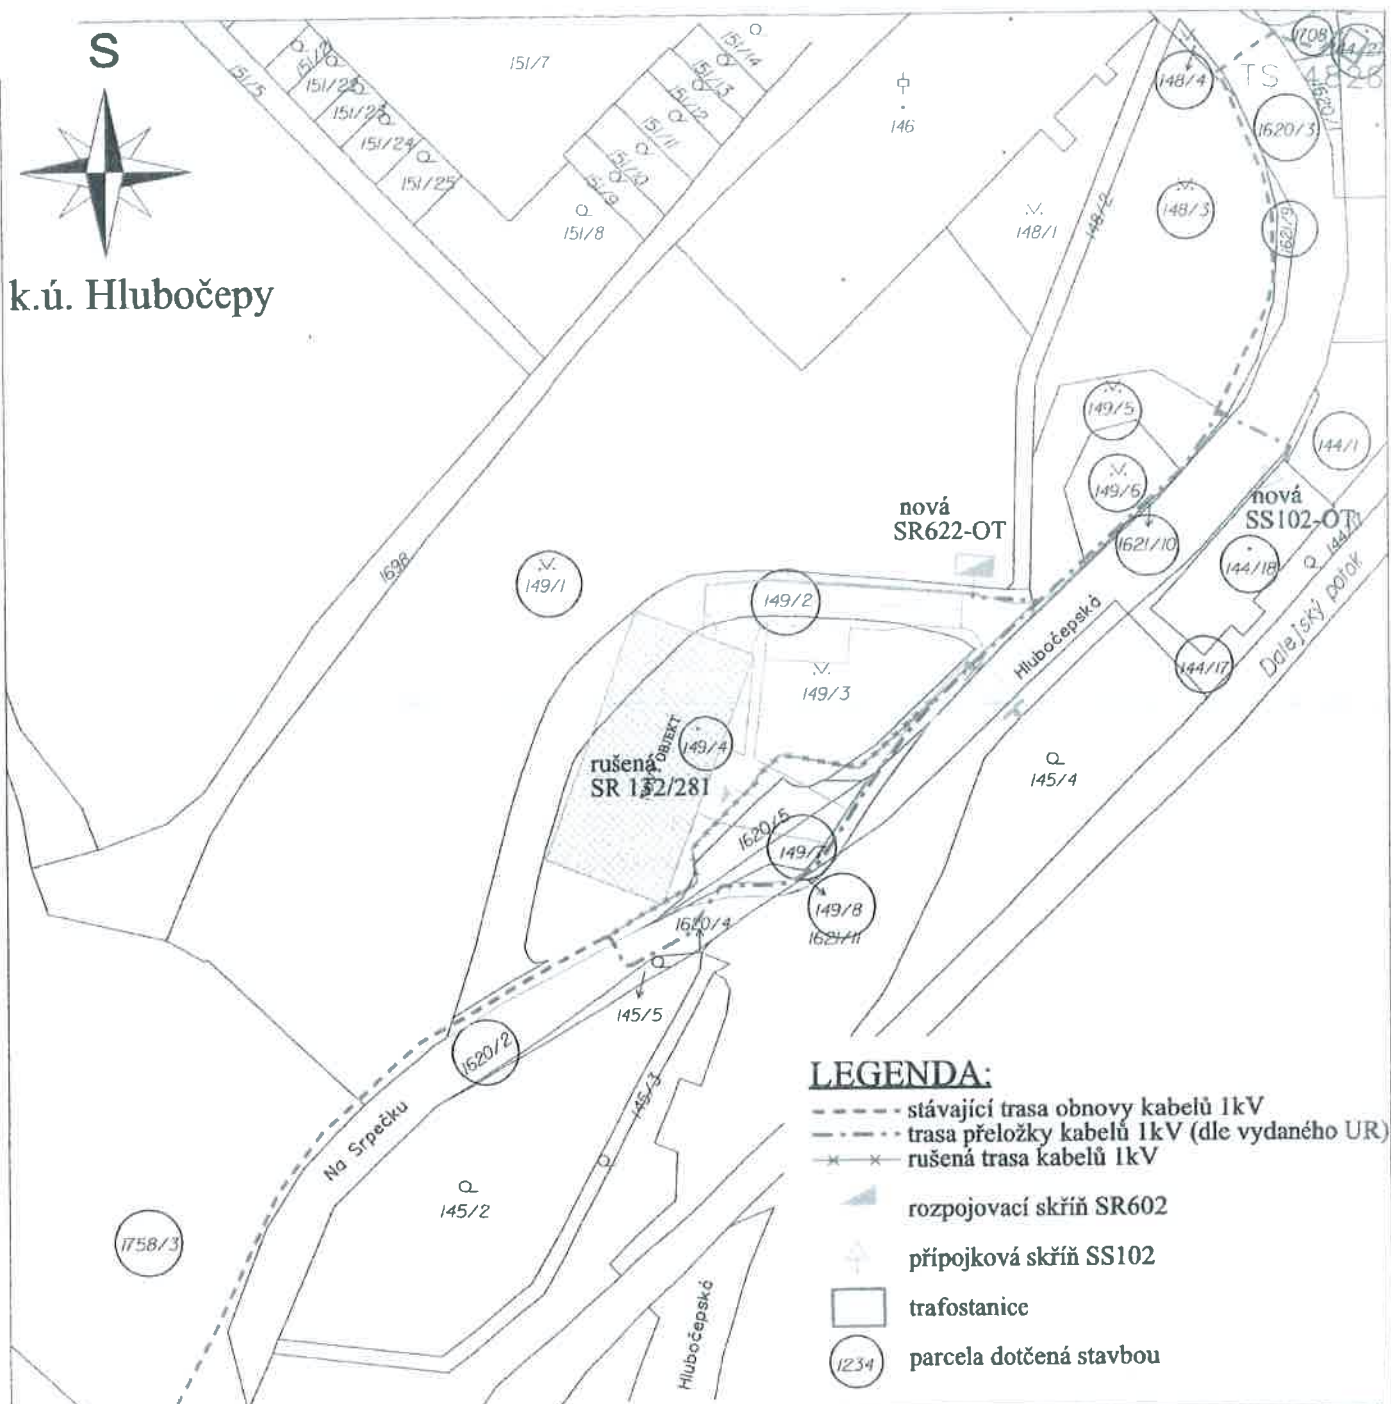 S
k.ú. Hlubočepy
151/5
151/22
151/23
151/24
151/25
151/7
151/14
151/13
151/12
151/11
151/10
151/9
151/8
146
148/4
TS
1708
1620/3
148/3
148/1
148/2
1621/9
149/5
149/6
144/1
nová
SR622-OT
nová
SS102-OT
1621/10
144/18
144/17
Dalejský potok
Hlubočepská
1698
149/1
149/2
149/3
149/4
OBJEKT
rušená
SR 132/281
145/4
1620/5
149/7
149/8
1621/11
1620/4
145/5
1620/2
145/3
Na Srpečku
145/2
1758/3
Hlubočepská
LEGENDA:
stávající trasa obnovy kabelů 1kV
trasa přeložky kabelů 1kV (dle vydaného UR)
rušená trasa kabelů 1kV
rozpojovací skříň SR602
přípojková skříň SS102
trafostanice
1234
parcela dotčená stavbou